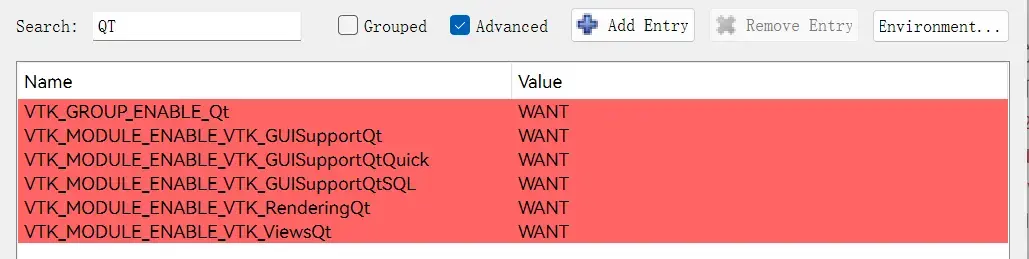 Search: QT Grouped Advanced Add Entry Remove Entry Environment...
Name Value
VTK_GROUP_ENABLE_Qt WANT
VTK_MODULE_ENABLE_VTK_GUISupportQt WANT
VTK_MODULE_ENABLE_VTK_GUISupportQtQuick WANT
VTK_MODULE_ENABLE_VTK_GUISupportQtSQL WANT
VTK_MODULE_ENABLE_VTK_RenderingQt WANT
VTK_MODULE_ENABLE_VTK_ViewsQt WANT